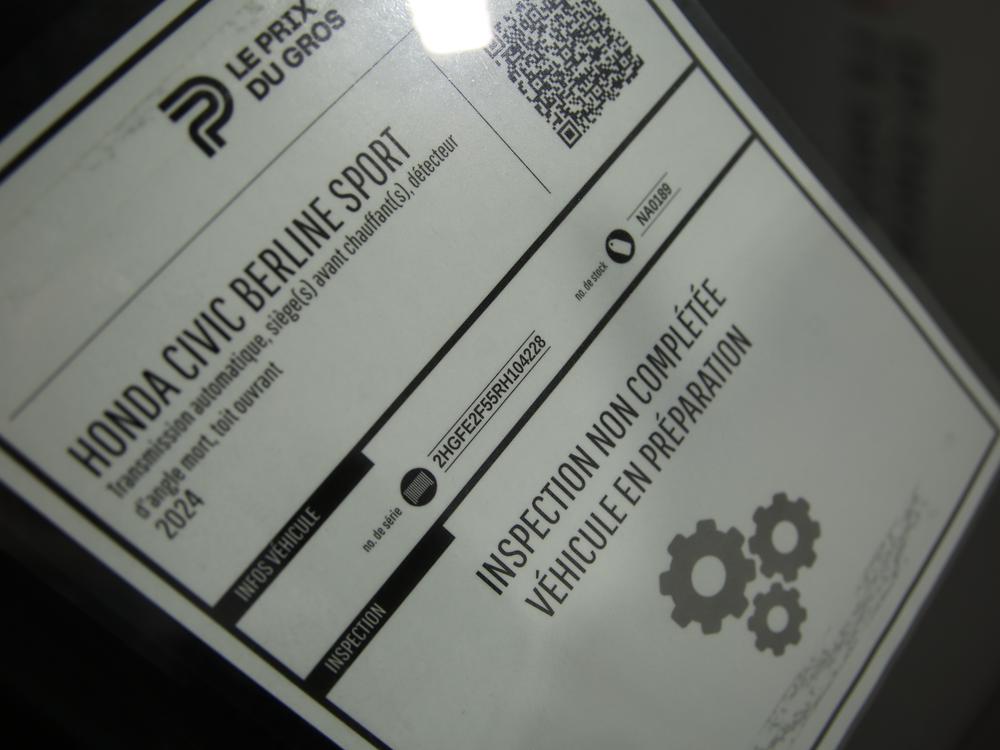 LE PRIX
DU GROS
HONDA CIVIC BERLINE SPORT
Transmission automatique, siège(s) avant chauffant(s), détecteur
d'angle mort, toit ouvrant
2024
INFOS VÉHICULE
no. de série
2HGFE2F55RH104228
no. de stock
NA0189
INSPECTION
INSPECTION NON COMPLÉTÉE
VÉHICULE EN PRÉPARATION